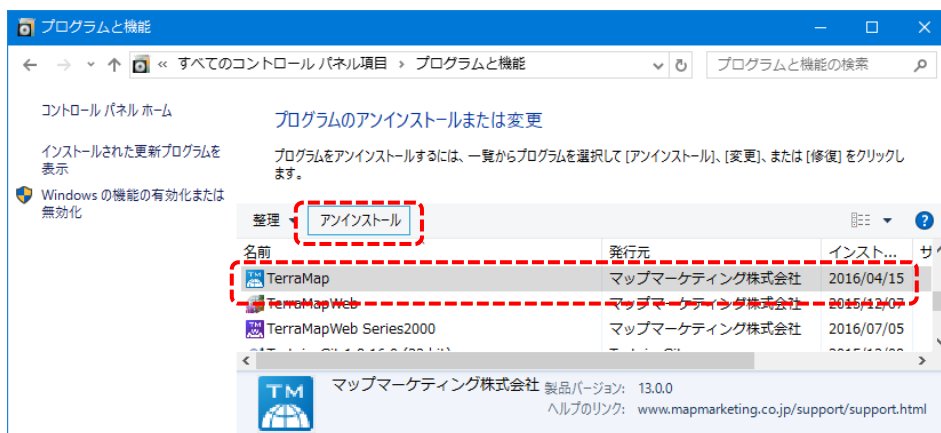 プログラムと機能
« すべてのコントロール パネル項目 › プログラムと機能
プログラムと機能の検索
コントロール パネル ホーム
インストールされた更新プログラムを
表示
Windows の機能の有効化または
無効化
プログラムのアンインストールまたは変更
プログラムをアンインストールするには、一覧からプログラムを選択して [アンインストール]、[変更]、または [修復] をクリックし
ます。
整理 アンインストール
名前 発行元 インスト... サ
TerraMap マップマーケティング株式会社 2016/04/15
TerraMapWeb マップマーケティング株式会社 2015/12/07
TerraMapWeb Series2000 マップマーケティング株式会社 2016/07/05
TM
マップマーケティング株式会社 製品バージョン: 13.0.0
ヘルプのリンク: www.mapmarketing.co.jp/support/support.html